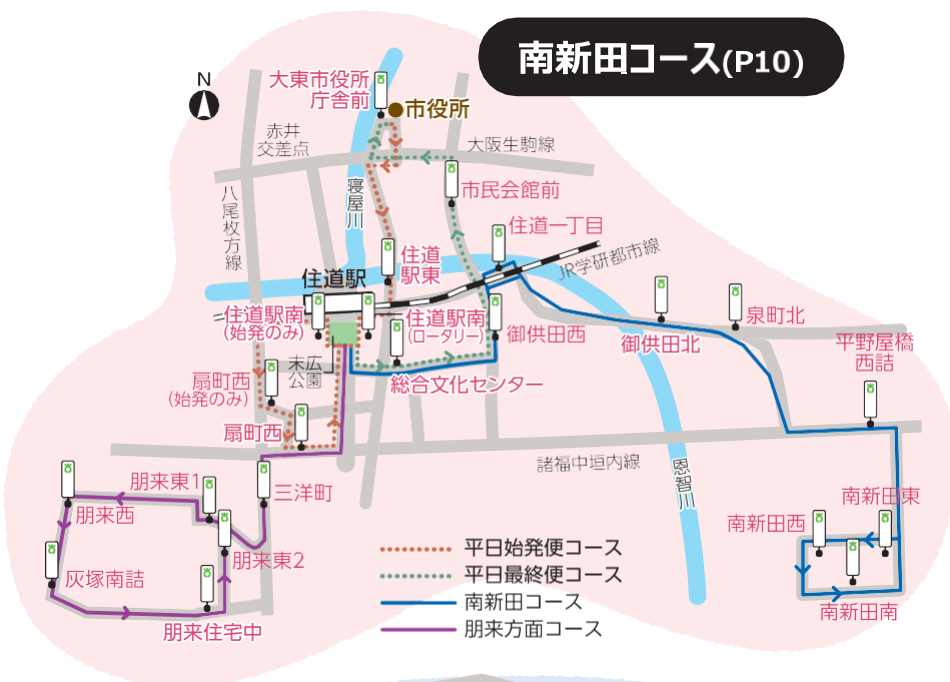 南新田コース(P10)
N
大東市役所
庁舎前
市役所
赤井
交差点
大阪生駒線
八尾枚方線
寝屋川
市民会館前
住道一丁目
住道
駅東
JR学研都市線
住道駅
住道駅南
(始発のみ)
住道駅南
(ロータリー)
御供田西
御供田北
泉町北
平野屋橋
西詰
末広
公園
扇町西
(始発のみ)
総合文化センター
扇町西
諸福中垣内線
恩智川
朋来東1
三洋町
朋来西
朋来東2
灰塚南詰
朋来住宅中
南新田東
南新田西
南新田南
平日始発便コース
平日最終便コース
南新田コース
朋来方面コース